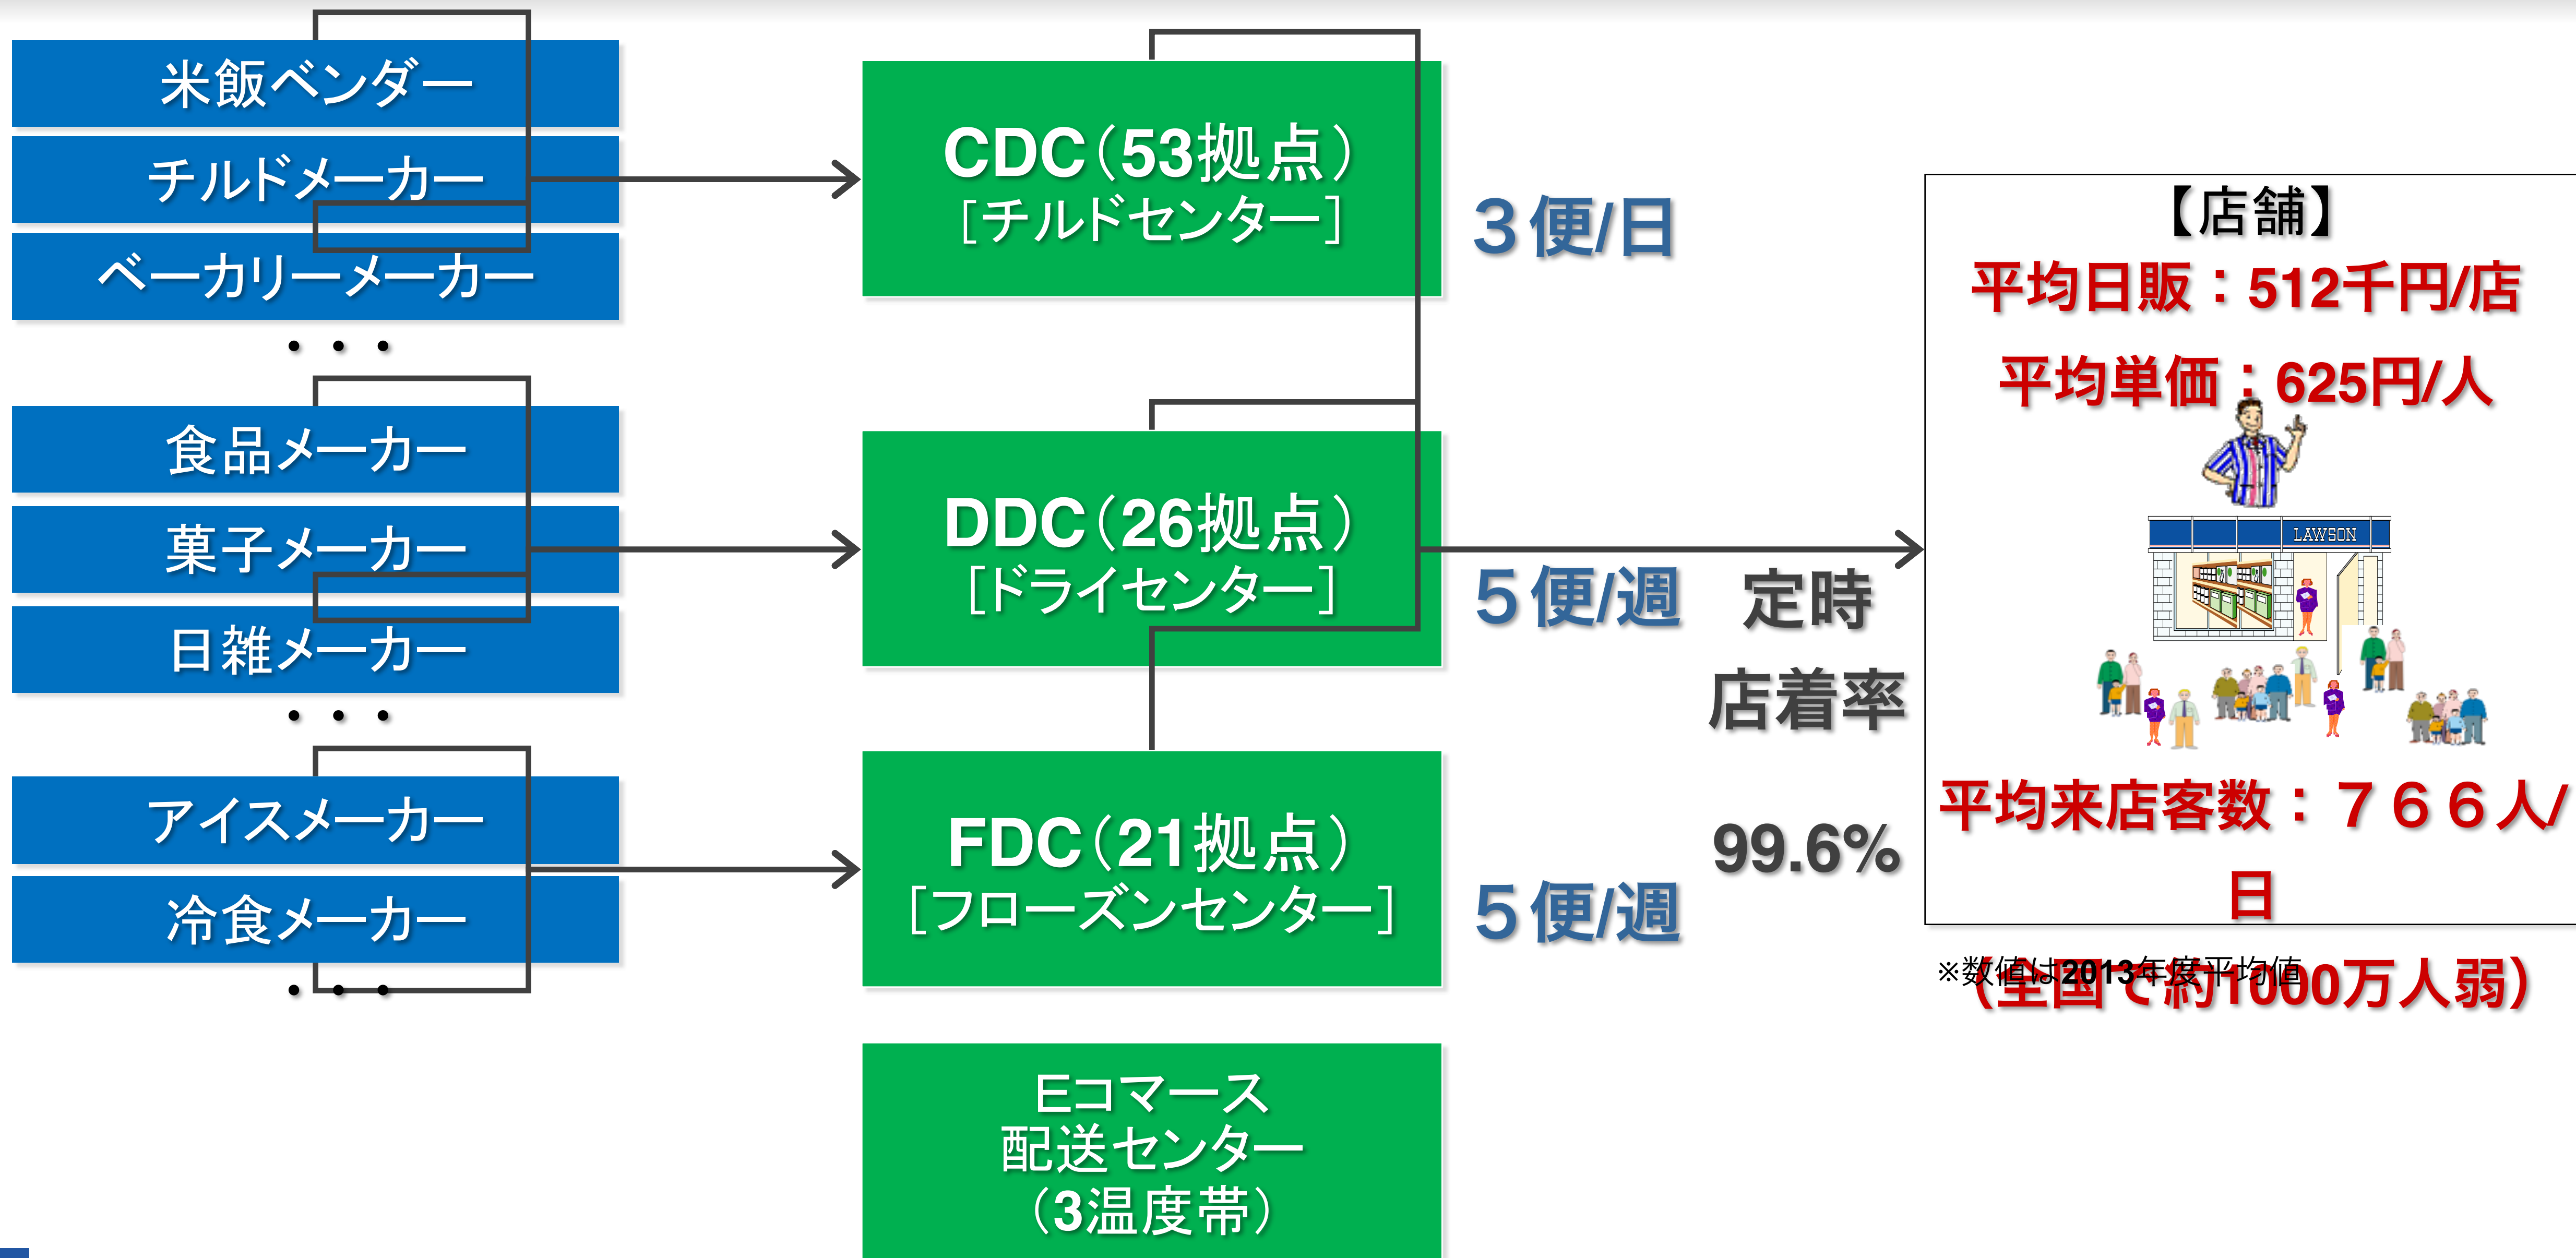 米飯ベンダー
チルドメーカー
ベーカリーメーカー
・・・
食品メーカー
菓子メーカー
日雑メーカー
・・・
アイスメーカー
冷食メーカー
・・・
CDC（53拠点）
［チルドセンター］
DDC（26拠点）
［ドライセンター］
FDC（21拠点）
［フローズンセンター］
Eコマース
配送センター
（3温度帯）
３便/日
５便/週
５便/週
定時
店着率
99.6%
【店舗】
平均日販：512千円/店
平均単価：625円/人
LAWSON
平均来店客数：７６６人/
日
（全国で約1000万人弱）
※数値は2013年度平均値